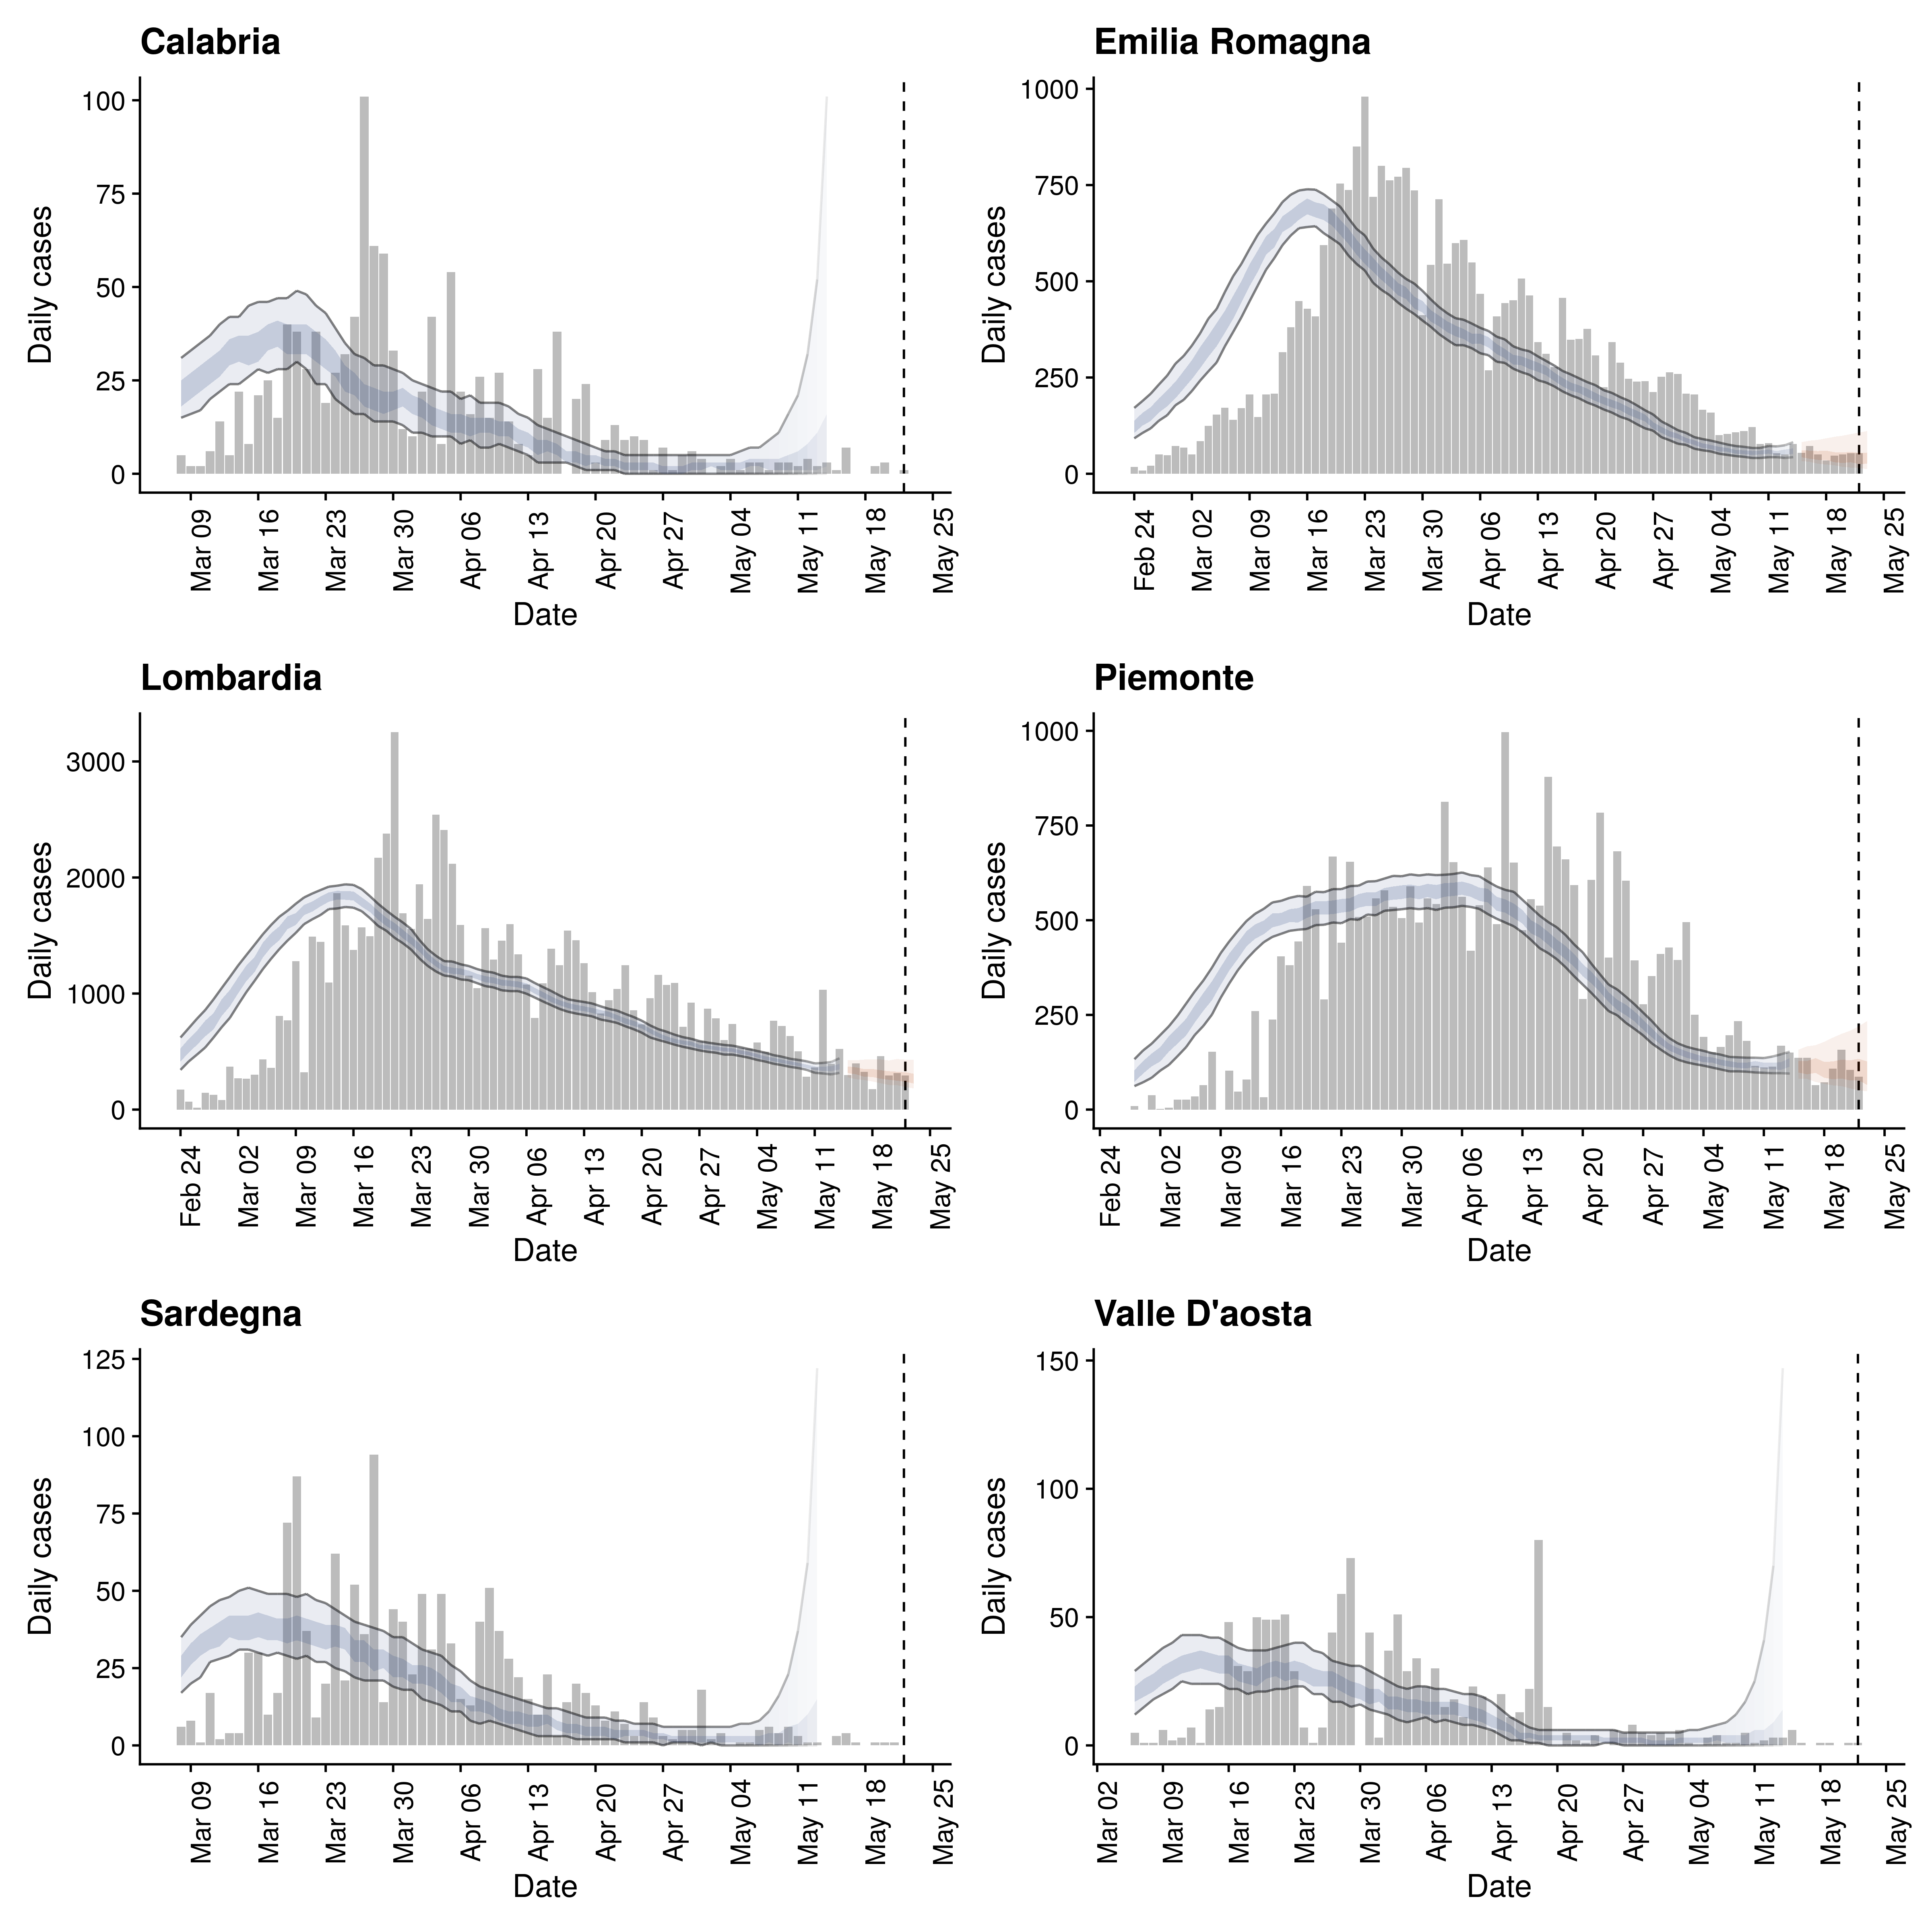 Calabria
Daily cases
100
75
50
25
0
Mar 09
Mar 16
Mar 23
Mar 30
Apr 06
Apr 13
Apr 20
Apr 27
May 04
May 11
May 18
May 25
Date
Emilia Romagna
Daily cases
1000
750
500
250
0
Feb 24
Mar 02
Mar 09
Mar 16
Mar 23
Mar 30
Apr 06
Apr 13
Apr 20
Apr 27
May 04
May 11
May 18
May 25
Date
Lombardia
Daily cases
3000
2000
1000
0
Feb 24
Mar 02
Mar 09
Mar 16
Mar 23
Mar 30
Apr 06
Apr 13
Apr 20
Apr 27
May 04
May 11
May 18
May 25
Date
Piemonte
Daily cases
1000
750
500
250
0
Feb 24
Mar 02
Mar 09
Mar 16
Mar 23
Mar 30
Apr 06
Apr 13
Apr 20
Apr 27
May 04
May 11
May 18
May 25
Date
Sardegna
Daily cases
125
100
75
50
25
0
Mar 09
Mar 16
Mar 23
Mar 30
Apr 06
Apr 13
Apr 20
Apr 27
May 04
May 11
May 18
May 25
Date
Valle D'aosta
Daily cases
150
100
50
0
Mar 02
Mar 09
Mar 16
Mar 23
Mar 30
Apr 06
Apr 13
Apr 20
Apr 27
May 04
May 11
May 18
May 25
Date